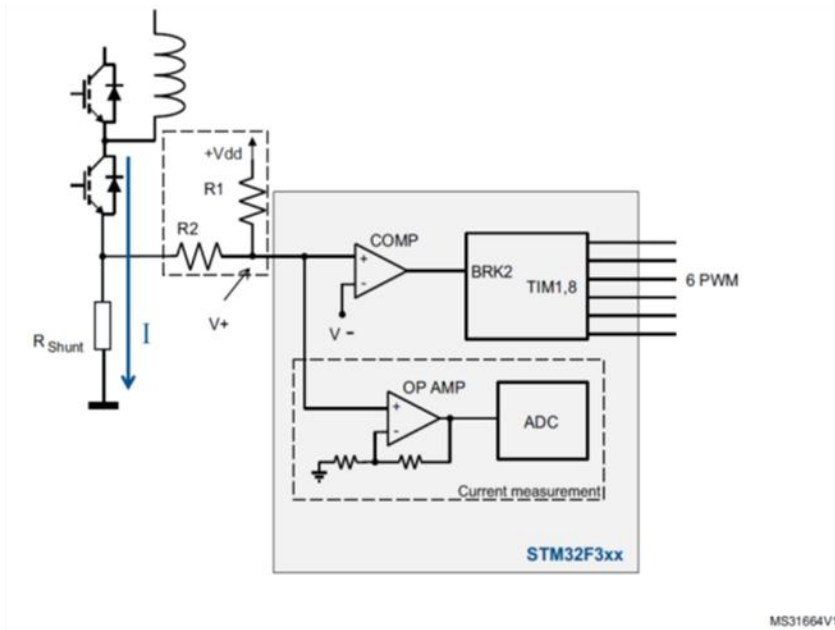 +Vdd
R1
R2
COMP
+
-
BRK2
TIM1,8
6 PWM
V+
V -
R Shunt
I
OP AMP
+
-
ADC
Current measurement
STM32F3xx
MS31664V1